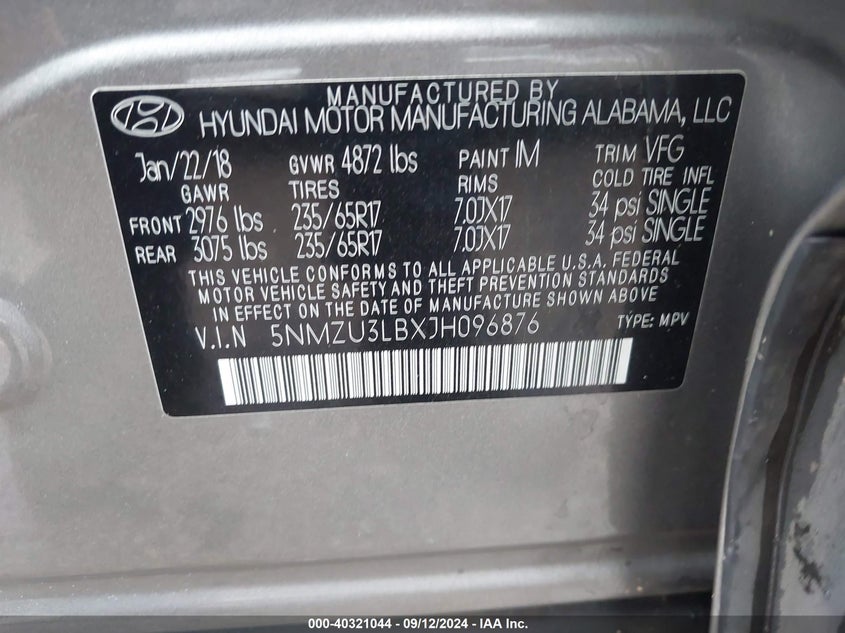 MANUFACTURED BY
HYUNDAI MOTOR MANUFACTURING ALABAMA, LLC
Jan/22/18 GVWR 4872 lbs PAINT IM TRIM VFG
GAWR TIRES RIMS COLD TIRE INFL
FRONT 2976 lbs 235/65R17 7.0JX17 34 psi SINGLE
REAR 3075 lbs 235/65R17 7.0JX17 34 psi SINGLE
THIS VEHICLE CONFORMS TO ALL APPLICABLE U.S.A. FEDERAL
MOTOR VEHICLE SAFETY AND THEFT PREVENTION STANDARDS
IN EFFECT ON THE DATE OF MANUFACTURE SHOWN ABOVE
V.I.N 5NMZU3LBXJH096876 TYPE: MPV
000-40321044 - 09/12/2024 - IAA Inc.